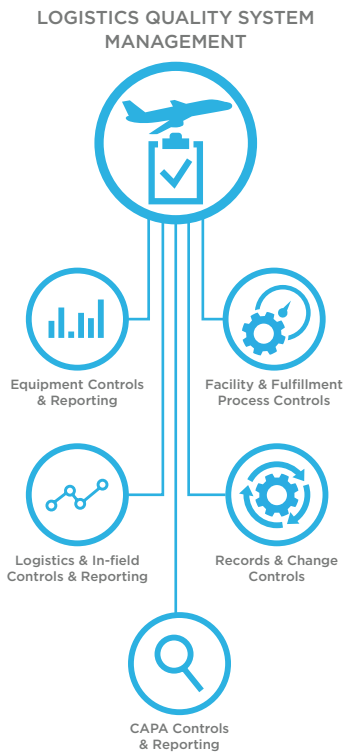 LOGISTICS QUALITY SYSTEM
MANAGEMENT
Equipment Controls
& Reporting
Facility & Fulfillment
Process Controls
Logistics & In-field
Controls & Reporting
Records & Change
Controls
CAPA Controls
& Reporting